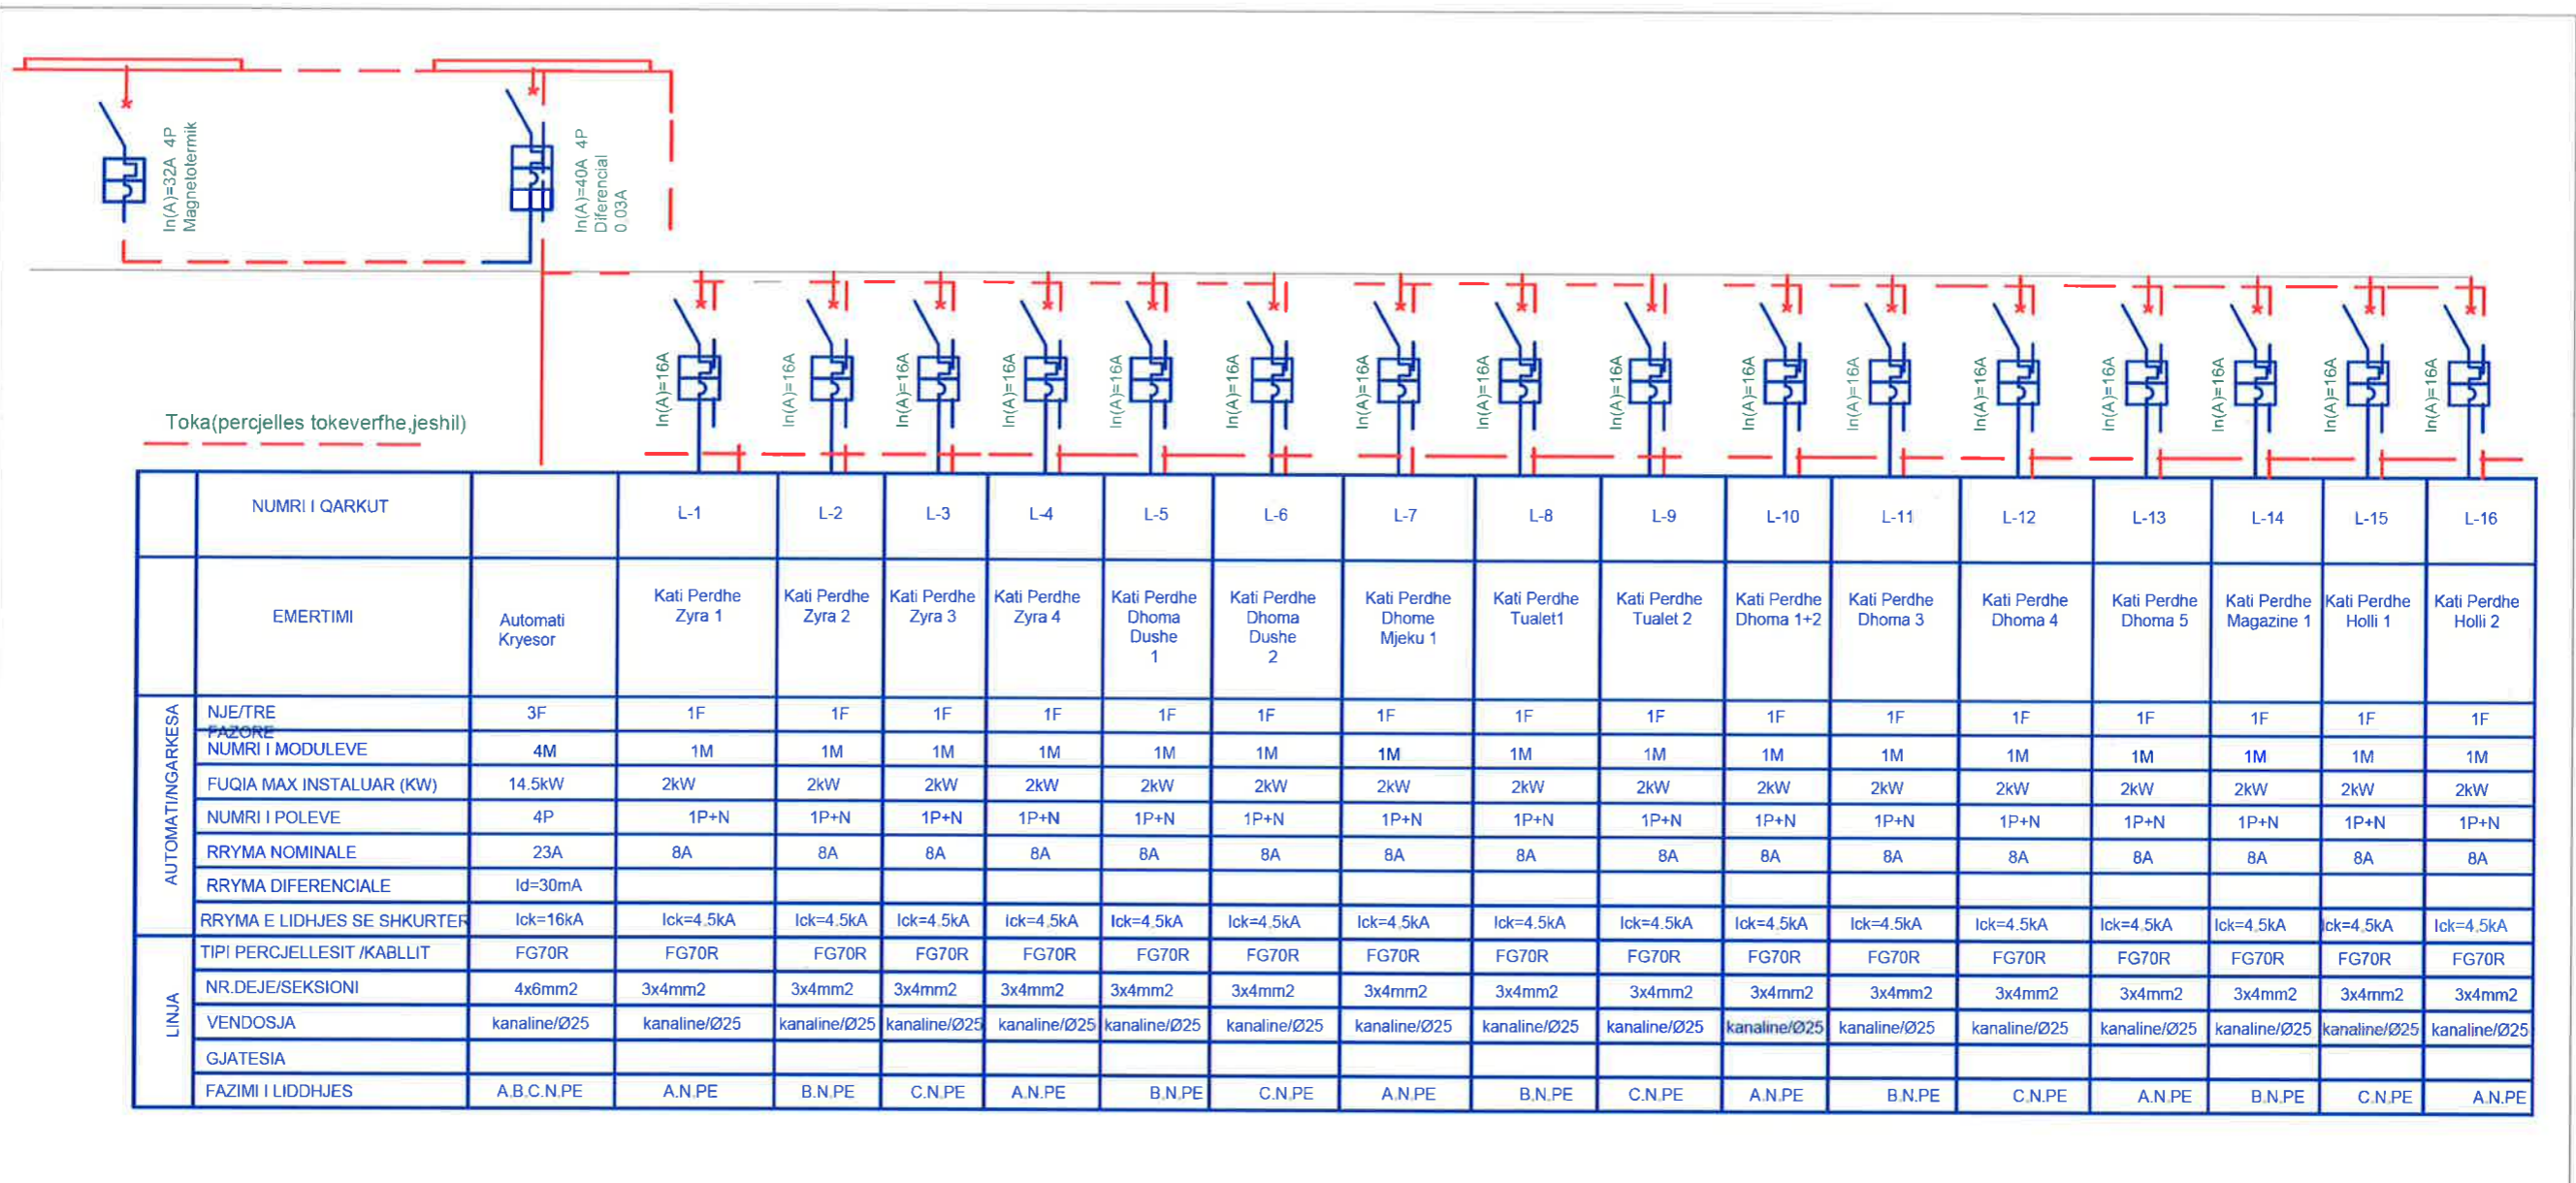 In(A)=32A 4P
Magnetotermik
In(A)=40A 4P
Diferencial
0.03A
In(A)=16A In(A)=16A In(A)=16A In(A)=16A In(A)=16A In(A)=16A In(A)=16A In(A)=16A In(A)=16A In(A)=16A In(A)=16A In(A)=16A In(A)=16A In(A)=16A In(A)=16A In(A)=16A
Toka(percjelles tokeverfhe,jeshil)
NUMRI I QARKUT L-1 L-2 L-3 L-4 L-5 L-6 L-7 L-8 L-9 L-10 L-11 L-12 L-13 L-14 L-15 L-16
EMERTIMI
Automati
Kryesor
Kati Perdhe
Zyra 1
Kati Perdhe
Zyra 2
Kati Perdhe
Zyra 3
Kati Perdhe
Zyra 4
Kati Perdhe
Dhoma
Dushe
1
Kati Perdhe
Dhoma
Dushe
2
Kati Perdhe
Dhome
Mjeku 1
Kati Perdhe
Tualet1
Kati Perdhe
Tualet 2
Kati Perdhe
Dhoma 1+2
Kati Perdhe
Dhoma 3
Kati Perdhe
Dhoma 4
Kati Perdhe
Dhoma 5
Kati Perdhe
Magazine 1
Kati Perdhe
Holli 1
Kati Perdhe
Holli 2
AUTOMATI/NGARKESA
NJE/TRE
FAZORE
3F 1F 1F 1F 1F 1F 1F 1F 1F 1F 1F 1F 1F 1F 1F 1F 1F
NUMRI I MODULEVE 4M 1M 1M 1M 1M 1M 1M 1M 1M 1M 1M 1M 1M 1M 1M 1M 1M
FUQIA MAX INSTALUAR (KW) 14.5kW 2kW 2kW 2kW 2kW 2kW 2kW 2kW 2kW 2kW 2kW 2kW 2kW 2kW 2kW 2kW 2kW
NUMRI I POLEVE 4P 1P+N 1P+N 1P+N 1P+N 1P+N 1P+N 1P+N 1P+N 1P+N 1P+N 1P+N 1P+N 1P+N 1P+N 1P+N 1P+N
RRYMA NOMINALE 23A 8A 8A 8A 8A 8A 8A 8A 8A 8A 8A 8A 8A 8A 8A 8A 8A
RRYMA DIFERENCIALE Id=30mA
RRYMA E LIDHJES SE SHKURTER Ick=16kA Ick=4.5kA Ick=4.5kA Ick=4.5kA Ick=4.5kA Ick=4.5kA Ick=4.5kA Ick=4.5kA Ick=4.5kA Ick=4.5kA Ick=4.5kA Ick=4.5kA Ick=4.5kA Ick=4.5kA Ick=4.5kA Ick=4.5kA Ick=4.5kA
LINJA
TIPI PERCJELLESIT /KABLLIT FG70R FG70R FG70R FG70R FG70R FG70R FG70R FG70R FG70R FG70R FG70R FG70R FG70R FG70R FG70R FG70R FG70R
NR.DEJE/SEKSIONI 4x6mm2 3x4mm2 3x4mm2 3x4mm2 3x4mm2 3x4mm2 3x4mm2 3x4mm2 3x4mm2 3x4mm2 3x4mm2 3x4mm2 3x4mm2 3x4mm2 3x4mm2 3x4mm2 3x4mm2
VENDOSJA kanaline/Ø25 kanaline/Ø25 kanaline/Ø25 kanaline/Ø25 kanaline/Ø25 kanaline/Ø25 kanaline/Ø25 kanaline/Ø25 kanaline/Ø25 kanaline/Ø25 kanaline/Ø25 kanaline/Ø25 kanaline/Ø25 kanaline/Ø25 kanaline/Ø25 kanaline/Ø25 kanaline/Ø25
GJATESIA
FAZIMI I LIDDHJES A.B.C.N.PE A.N.PE B.N.PE C.N.PE A.N.PE B.N.PE C.N.PE A.N.PE B.N.PE C.N.PE A.N.PE B.N.PE C.N.PE A.N.PE B.N.PE C.N.PE A.N.PE